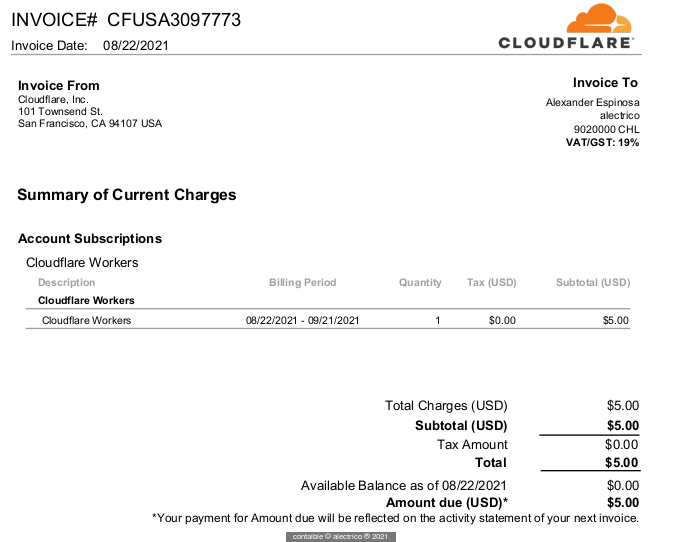 INVOICE# CFUSA3097773
Invoice Date: 08/22/2021
CLOUDFLARE
Invoice From
Cloudflare, Inc.
101 Townsend St.
San Francisco, CA 94107 USA
Invoice To
Alexander Espinosa
alectrico
9020000 CHL
VAT/GST: 19%
Summary of Current Charges
Account Subscriptions
Cloudflare Workers
Description Billing Period Quantity Tax (USD) Subtotal (USD)
Cloudflare Workers
Cloudflare Workers 08/22/2021 - 09/21/2021 1 $0.00 $5.00
Total Charges (USD) $5.00
Subtotal (USD) $5.00
Tax Amount $0.00
Total $5.00
Available Balance as of 08/22/2021 $0.00
Amount due (USD)* $5.00
*Your payment for Amount due will be reflected on the activity statement of your next invoice.
contaible © alectrico ® 2021